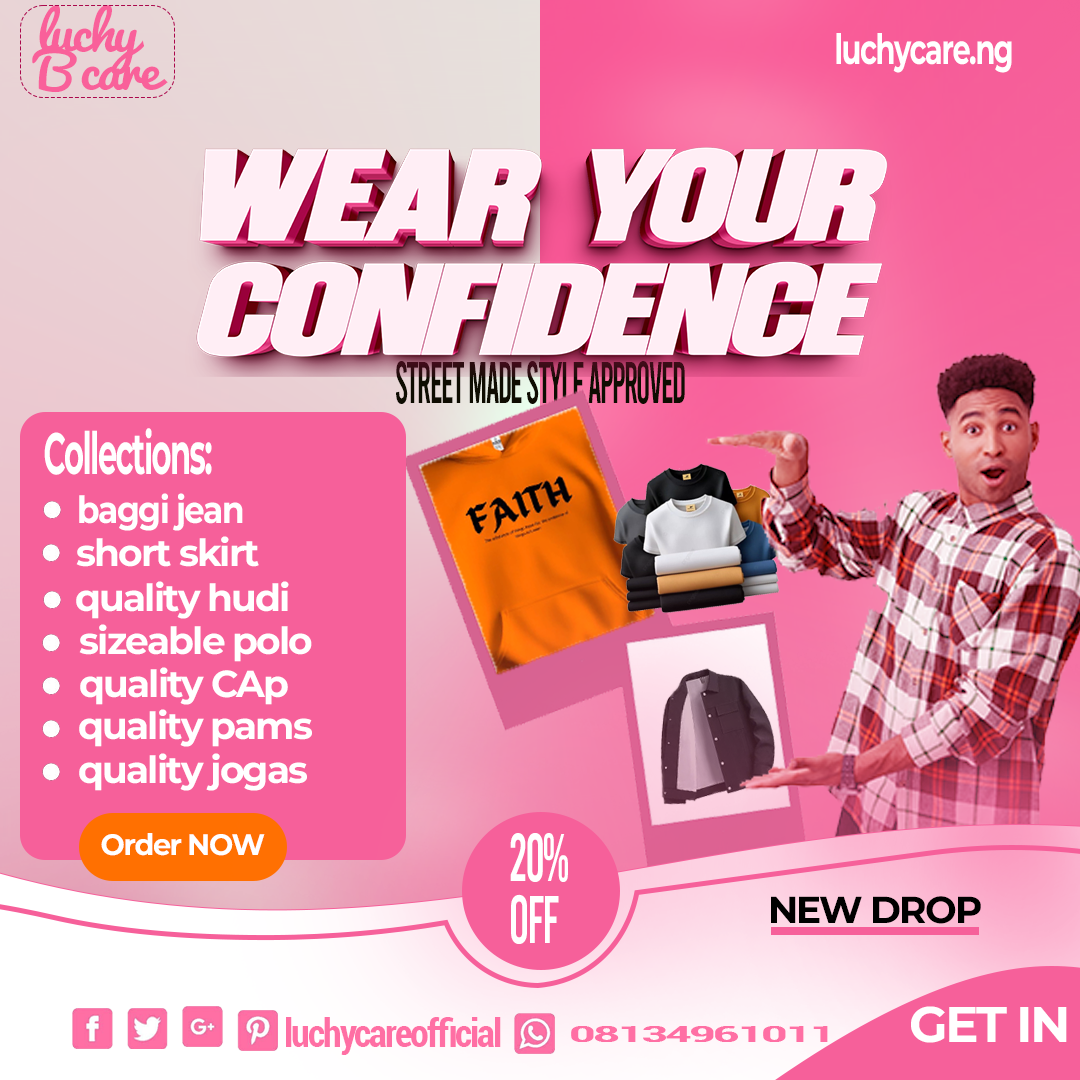 luchy
B care
luchycare.ng
WEAR YOUR
CONFIDENCE
STREET MADE STYLE APPROVED
Collections:
baggi jean
short skirt
quality hudi
sizeable polo
quality CAp
quality pams
quality jogas
Order NOW
FAITH
20%
OFF
NEW DROP
f
G+
luchycareofficial
08134961011
GET IN